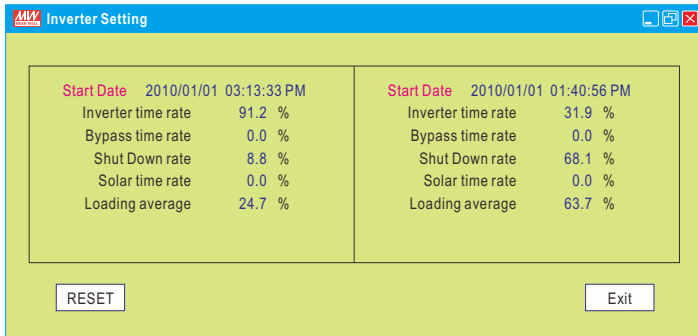 MW MEAN WELL Inverter Setting
Start Date 2010/01/01 03:13:33 PM
Inverter time rate 91.2 %
Bypass time rate 0.0 %
Shut Down rate 8.8 %
Solar time rate 0.0 %
Loading average 24.7 %
Start Date 2010/01/01 01:40:56 PM
Inverter time rate 31.9 %
Bypass time rate 0.0 %
Shut Down rate 68.1 %
Solar time rate 0.0 %
Loading average 63.7 %
RESET
Exit